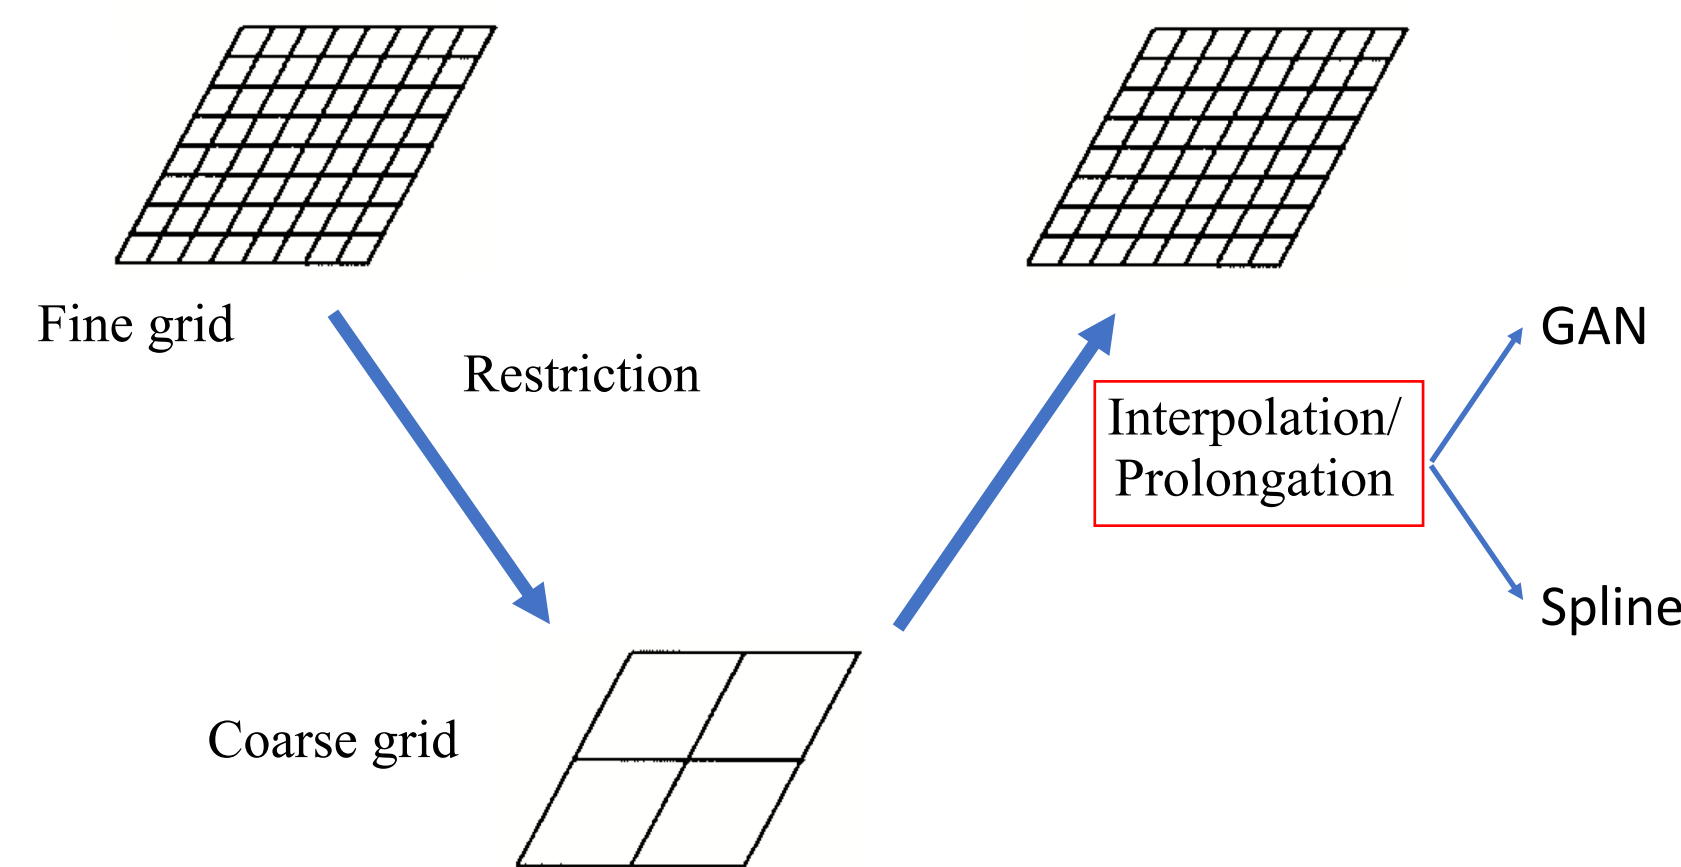 Fine grid
Restriction
GAN
Interpolation/
Prolongation
Spline
Coarse grid